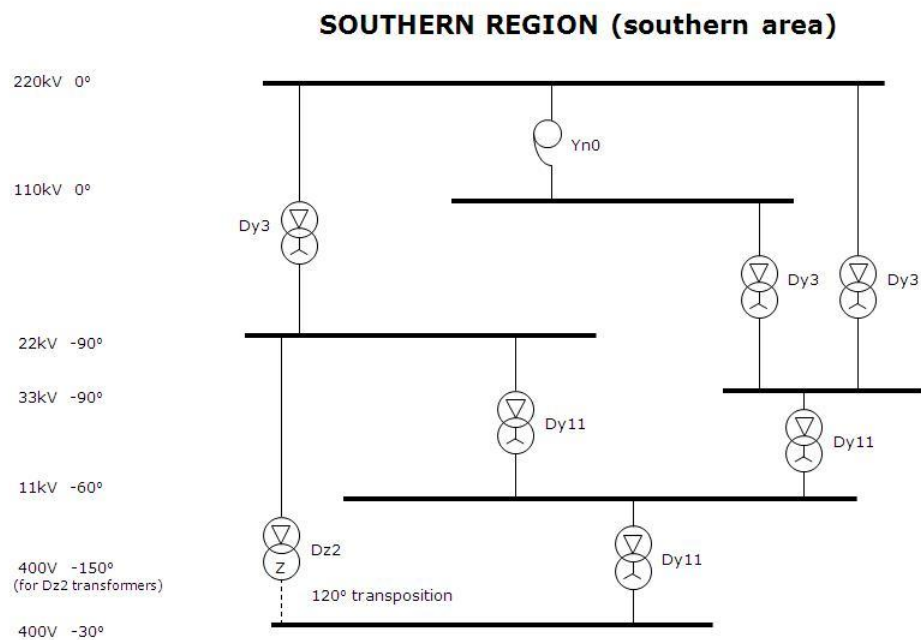 SOUTHERN REGION (southern area)
220kV 0°
Yn0
110kV 0°
Dy3
Dy3
Dy3
22kV -90°
33kV -90°
Dy11
Dy11
11kV -60°
Dz2
Z
Dy11
400V -150°
(for Dz2 transformers)
120° transposition
400V -30°